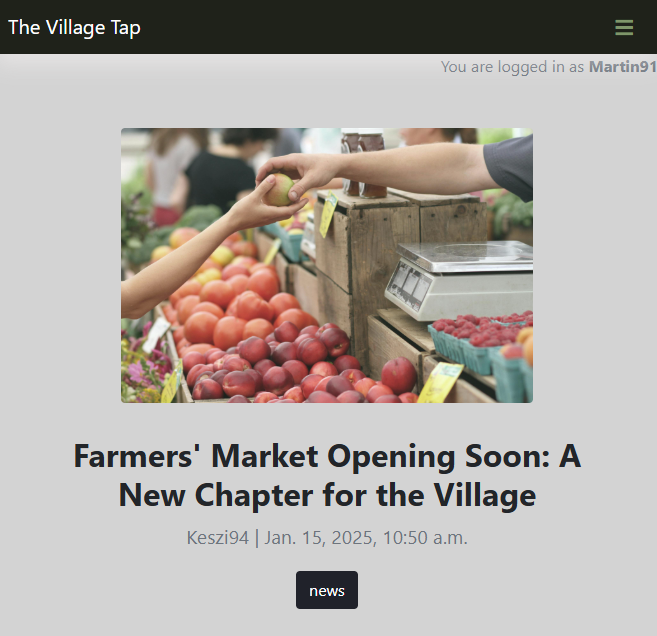 The Village Tap
You are logged in as Martin91
Farmers' Market Opening Soon: A
New Chapter for the Village
Keszi94 | Jan. 15, 2025, 10:50 a.m.
news